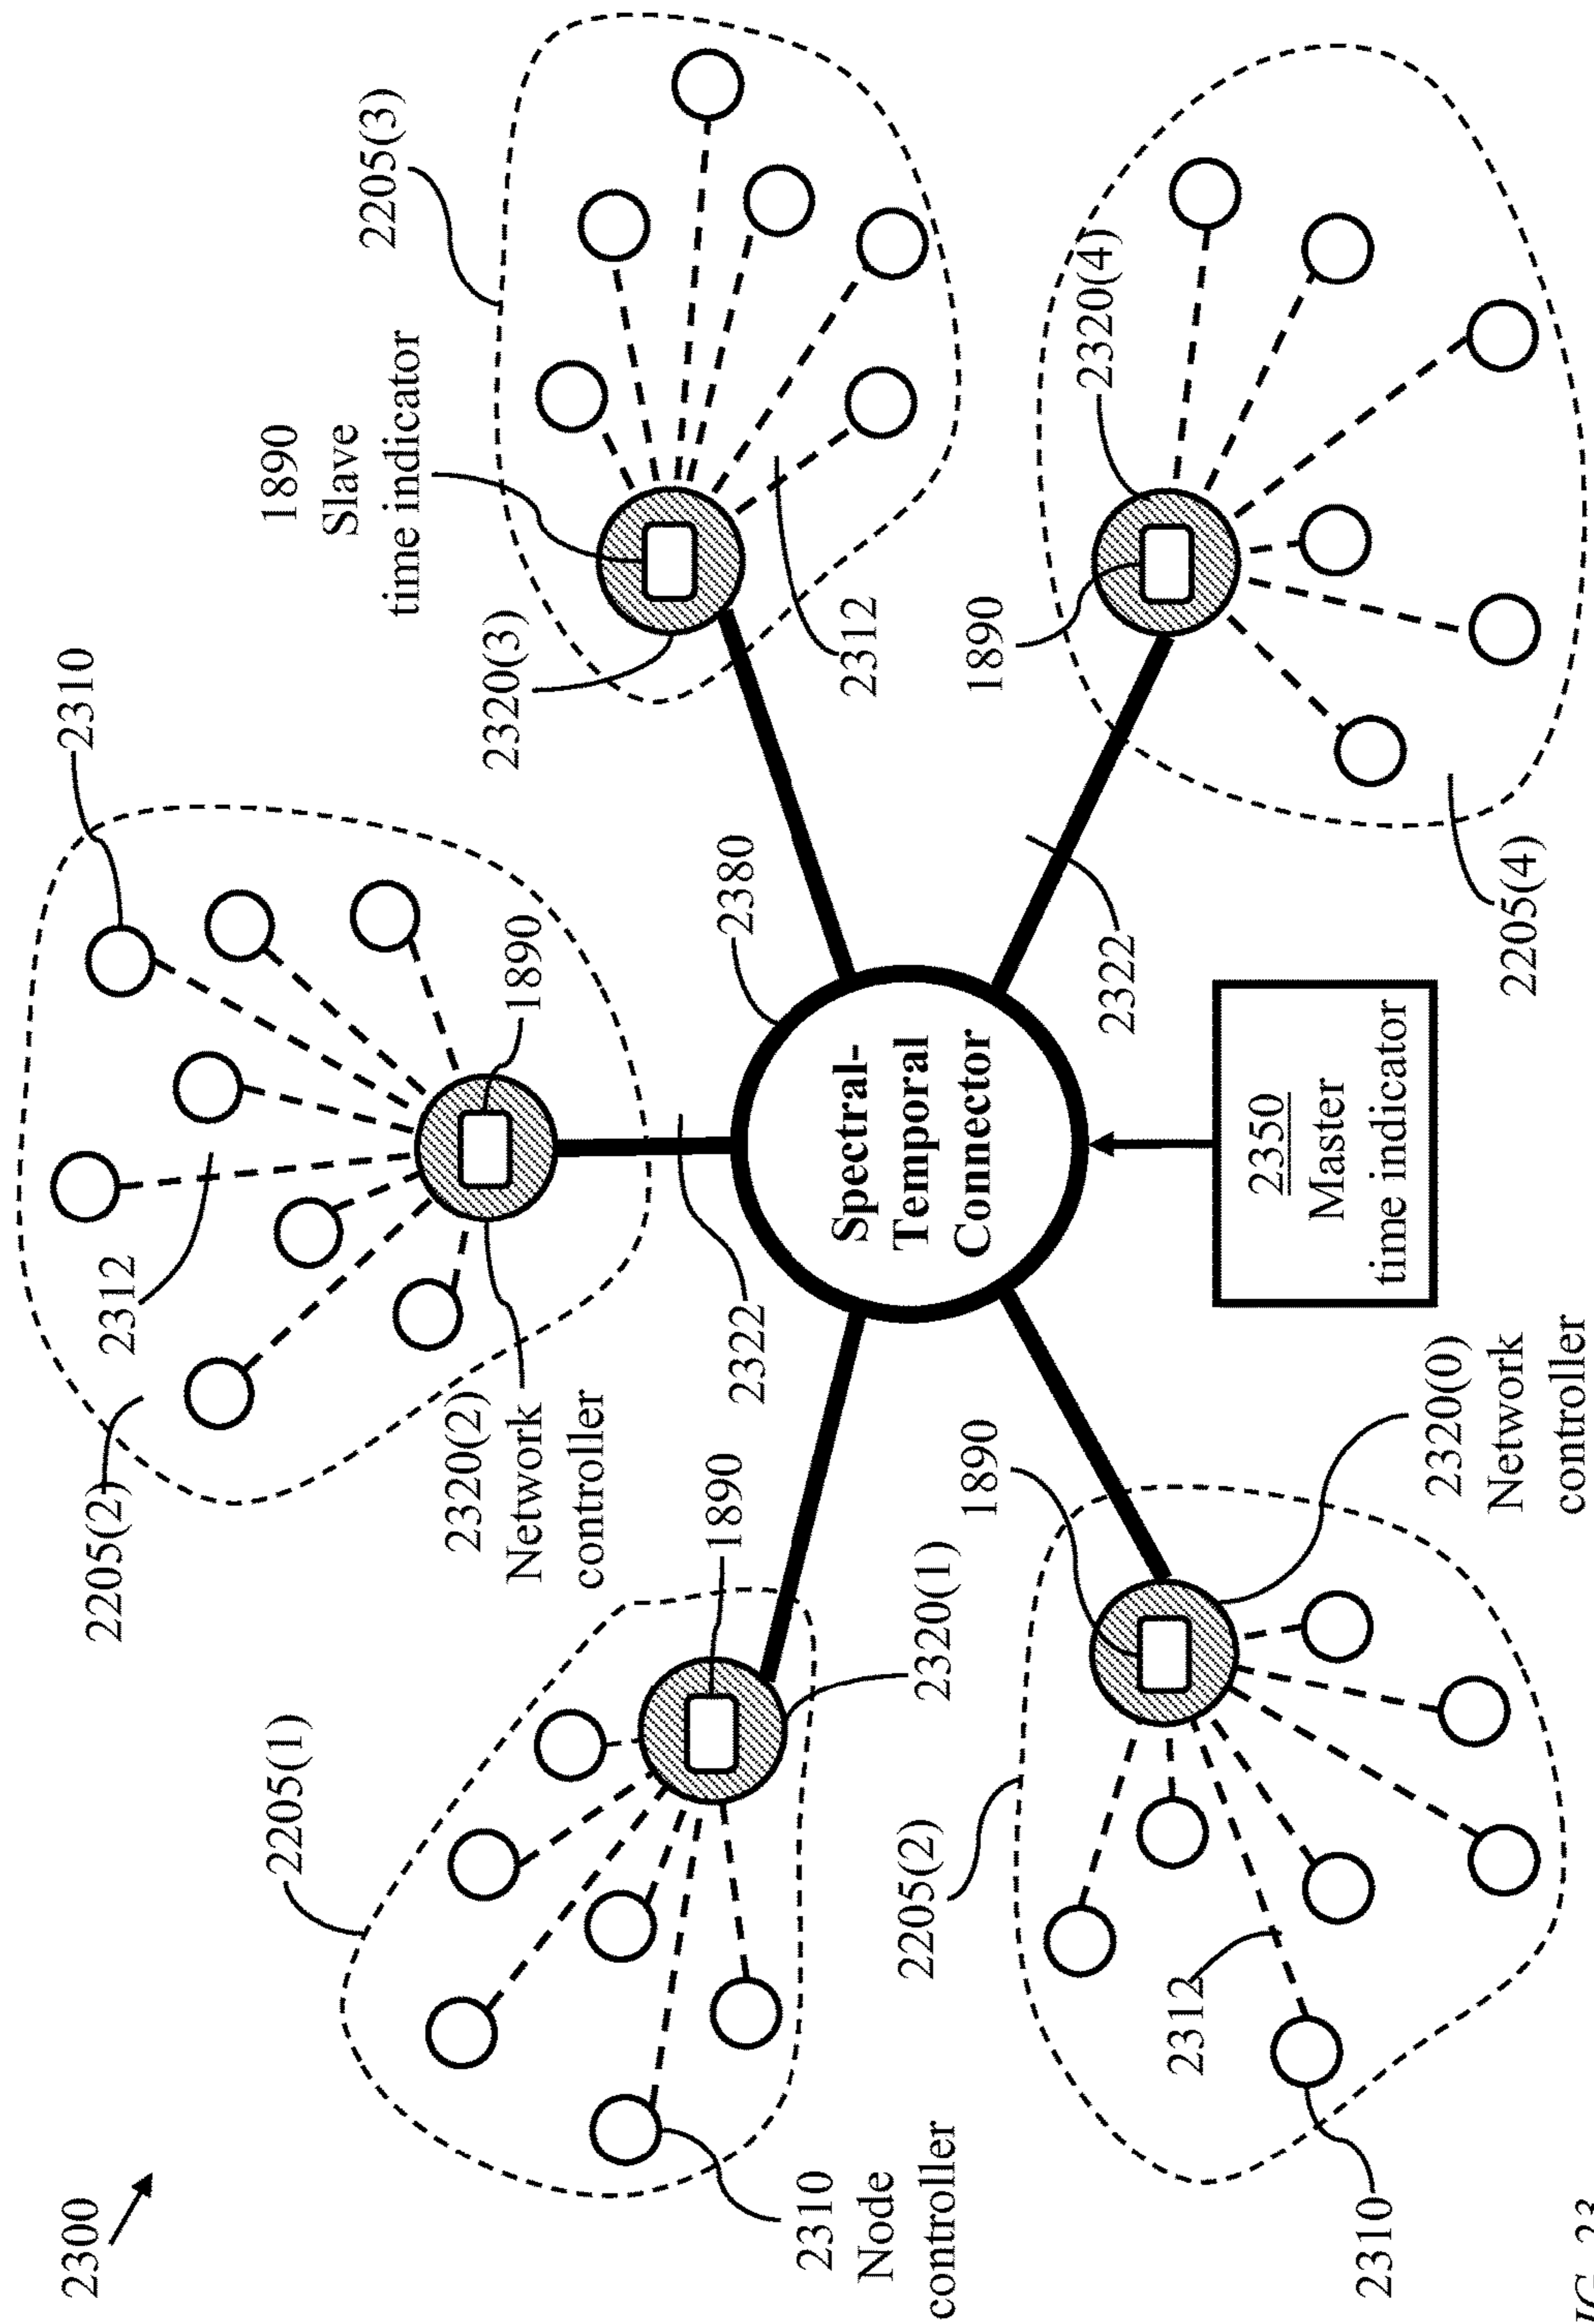 2300
2310
2205(2)
2312
1890
Slave
time indicator
2205(3)
2205(1)
2320(2)
Network
controller
1890
2320(3)
1890
2322
2380
2312
2310
Node
controller
2320(1)
Spectral-
Temporal
Connector
2205(2)
1890
1890
2320(4)
2322
2312
2350
Master
time indicator
2310
2320(0)
Network
controller
2205(4)
IG. 23